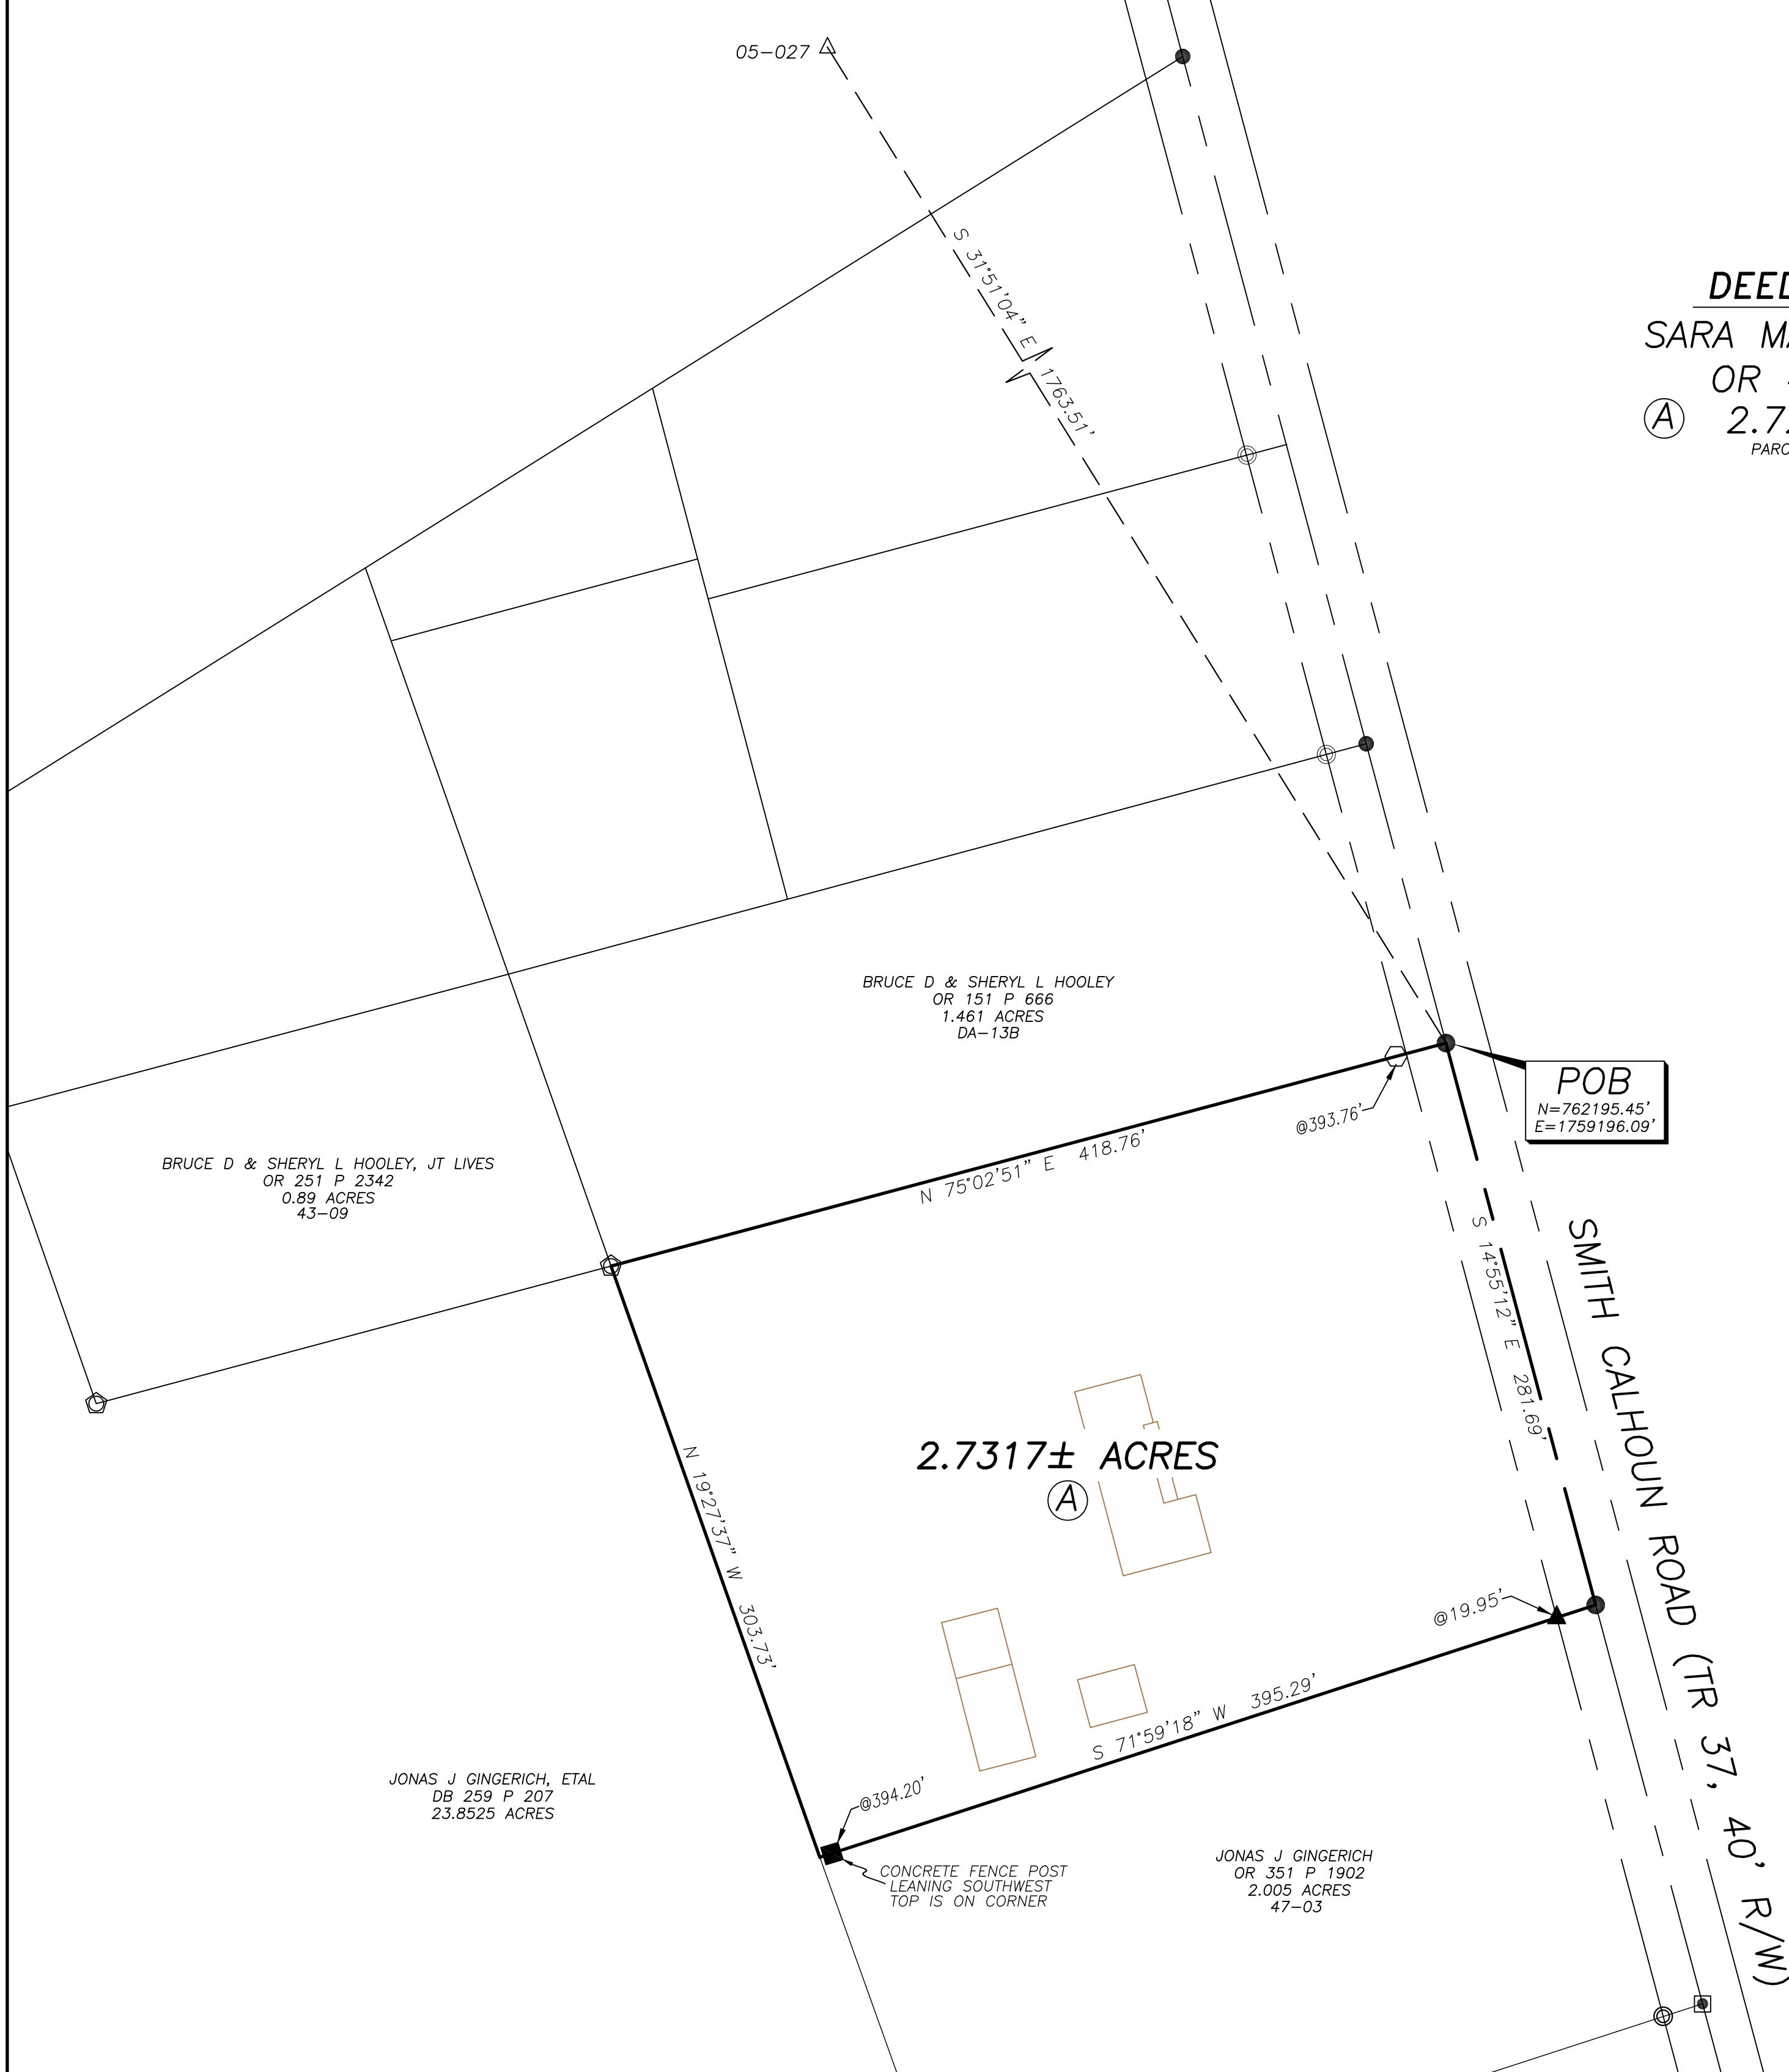 05-027
S 31°51'04" E 1763.51'
DEED
SARA
OR
A 2.7
BRUCE D & SHERYL L HOOLEY
OR 151 P 666
1.461 ACRES
DA-13B
POB
N=762195.45'
E=1759196.09'
@393.76'
N 75°02'51" E 418.76'
BRUCE D & SHERYL L HOOLEY, JT LIVES
OR 251 P 2342
0.89 ACRES
43-09
S 14°55'12" E 281.69'
SMITH CALHOUN ROAD (TR 37, 40' R/W)
2.7317± ACRES
A
N 19°27'37" W 303.73'
@19.95'
S 71°59'18" W 395.29'
JONAS J GINGERICH, ETAL
DB 259 P 207
23.8525 ACRES
@394.20'
CONCRETE FENCE POST
LEANING SOUTHWEST
TOP IS ON CORNER
JONAS J GINGERICH
OR 351 P 1902
2.005 ACRES
47-03